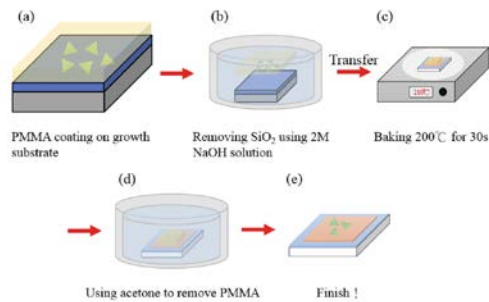 (a)
(b)
(c)
Transfer
PMMA coating on growth
substrate
Removing SiO₂ using 2M
NaOH solution
Baking 200℃ for 30s
(d)
(e)
Using acetone to remove PMMA
Finish !